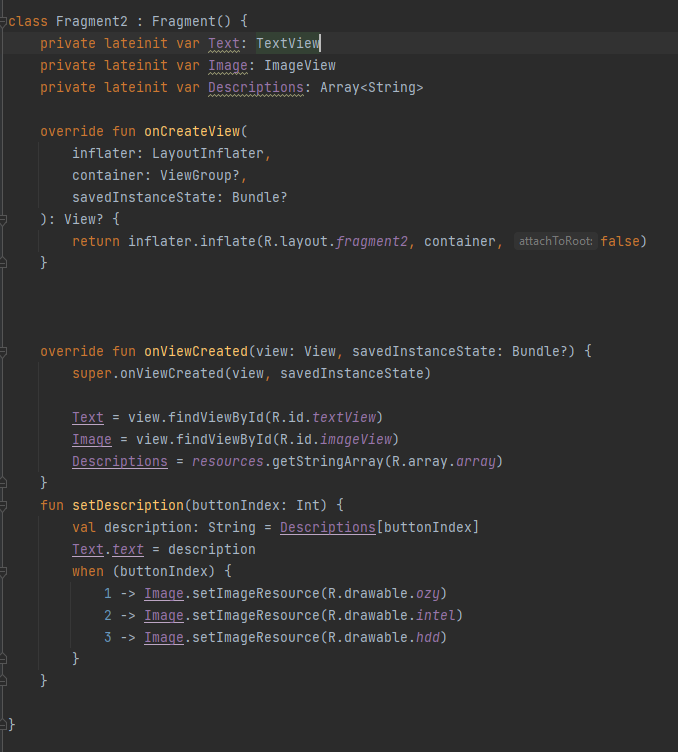 class Fragment2 : Fragment() {
    private lateinit var Text: TextView
    private lateinit var Image: ImageView
    private lateinit var Descriptions: Array<String>

    override fun onCreateView(
        inflater: LayoutInflater,
        container: ViewGroup?,
        savedInstanceState: Bundle?
    ): View? {
        return inflater.inflate(R.layout.fragment2, container, attachToRoot: false)
    }

    override fun onViewCreated(view: View, savedInstanceState: Bundle?) {
        super.onViewCreated(view, savedInstanceState)

        Text = view.findViewById(R.id.textView)
        Image = view.findViewById(R.id.imageView)
        Descriptions = resources.getStringArray(R.array.array)
    }
    fun setDescription(buttonIndex: Int) {
        val description: String = Descriptions[buttonIndex]
        Text.text = description
        when (buttonIndex) {
            1 -> Image.setImageResource(R.drawable.ozy)
            2 -> Image.setImageResource(R.drawable.intel)
            3 -> Image.setImageResource(R.drawable.hdd)
        }
    }

}